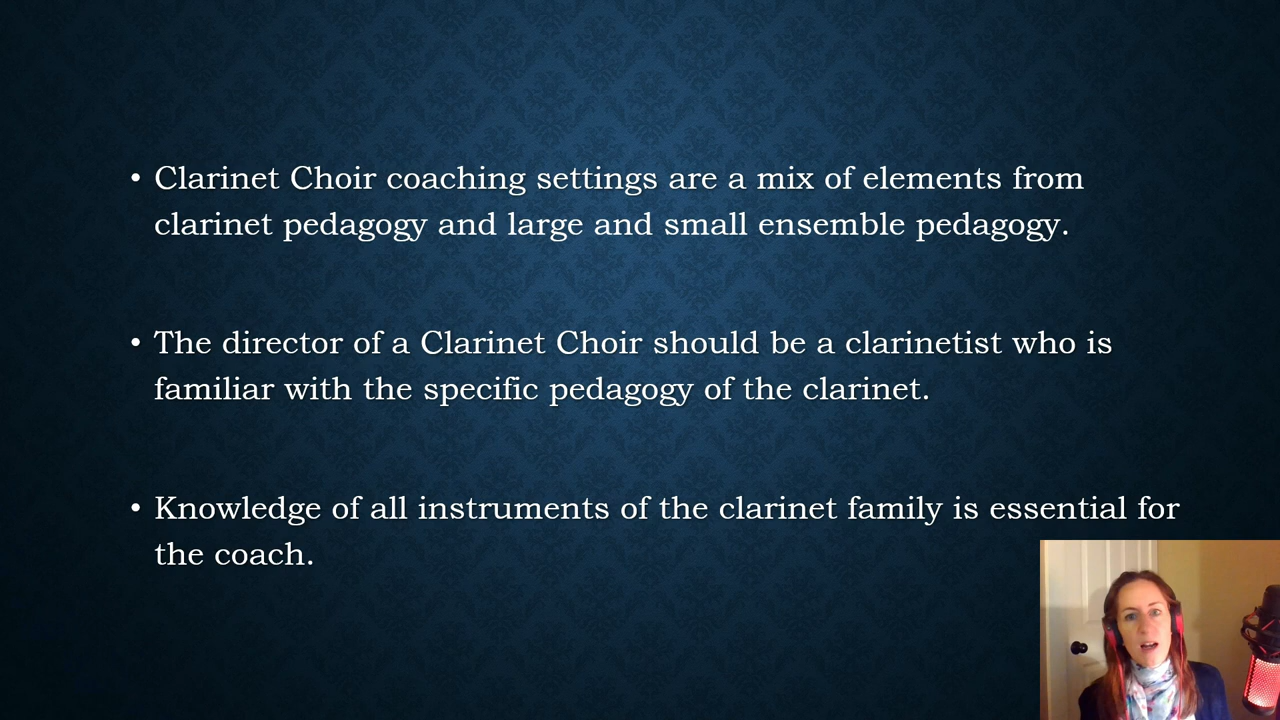 • Clarinet Choir coaching settings are a mix of elements from
clarinet pedagogy and large and small ensemble pedagogy.
• The director of a Clarinet Choir should be a clarinetist who is
familiar with the specific pedagogy of the clarinet.
• Knowledge of all instruments of the clarinet family is essential for
the coach.